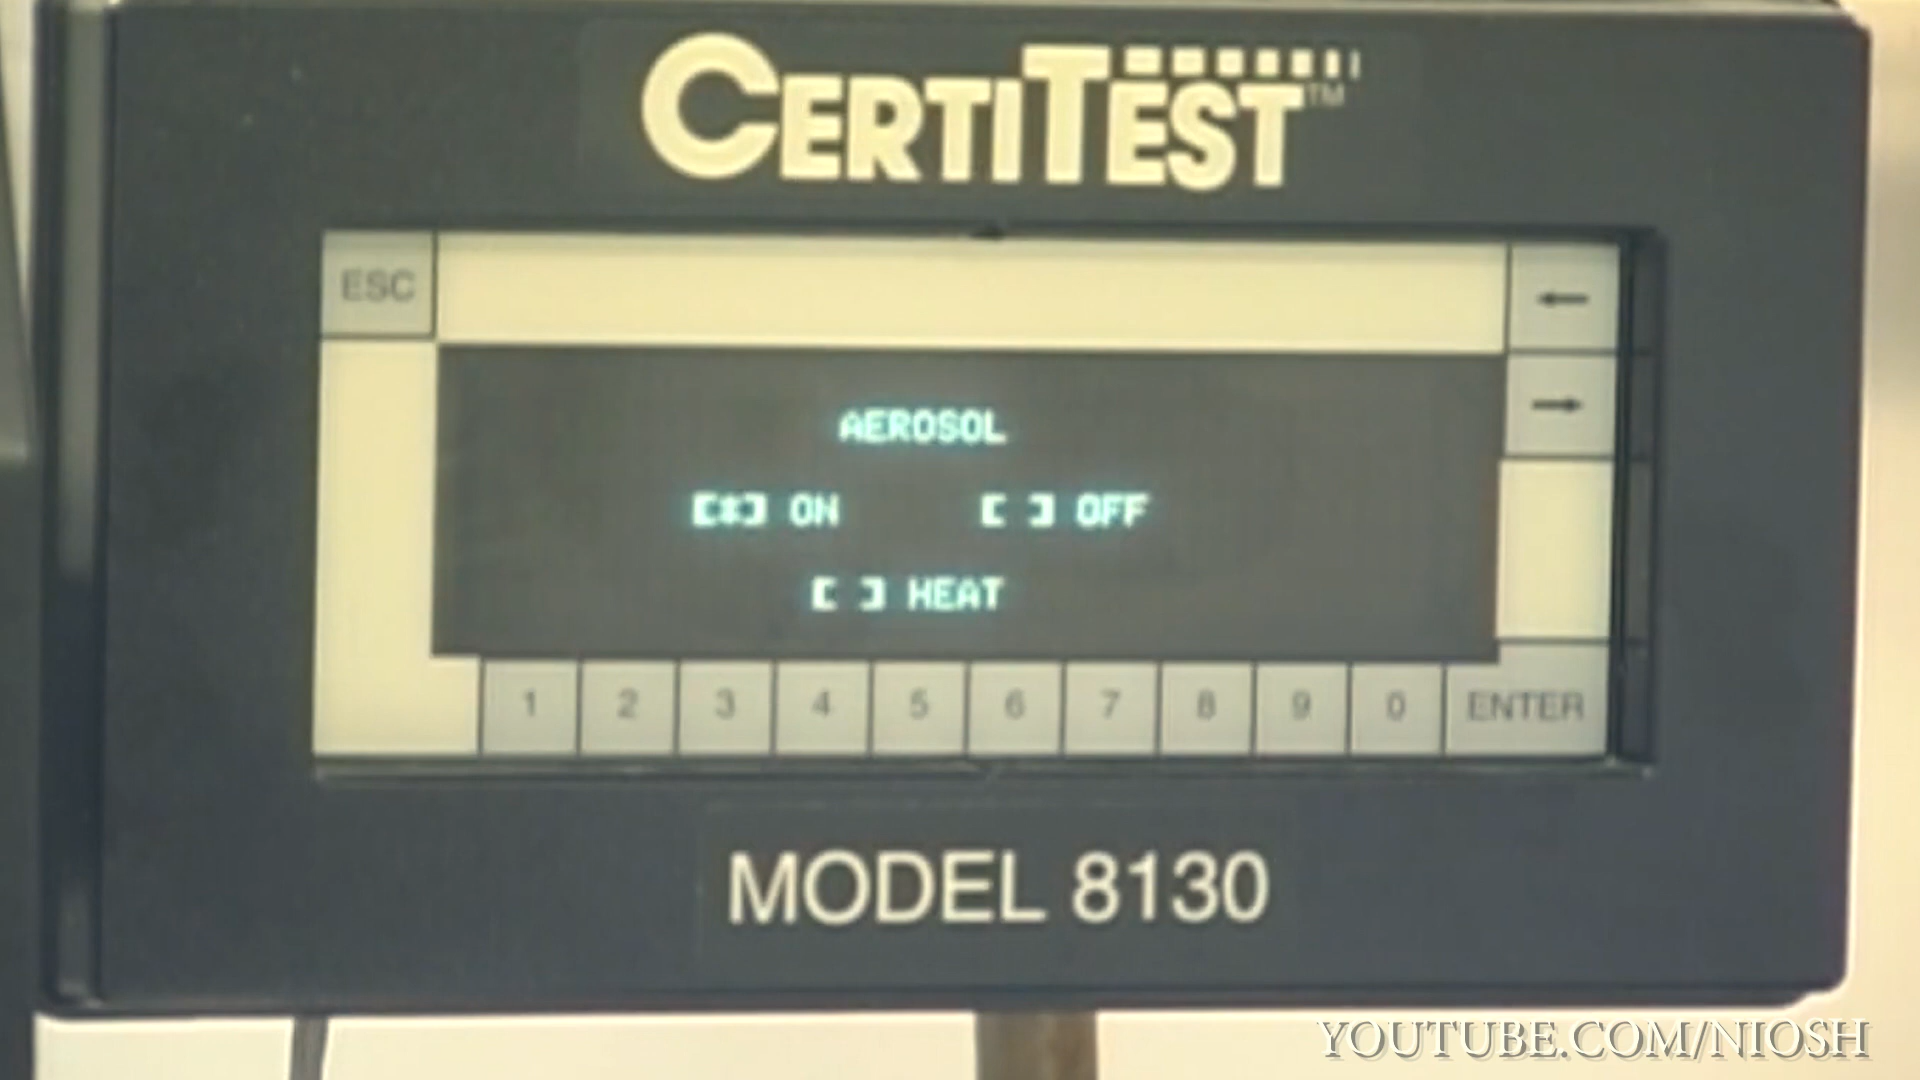 CERTITEST™
ESC
←
→
AEROSOL
[*] ON [ ] OFF
[ ] HEAT
1 2 3 4 5 6 7 8 9 0 ENTER
MODEL 8130
YOUTUBE.COM/NIOSH